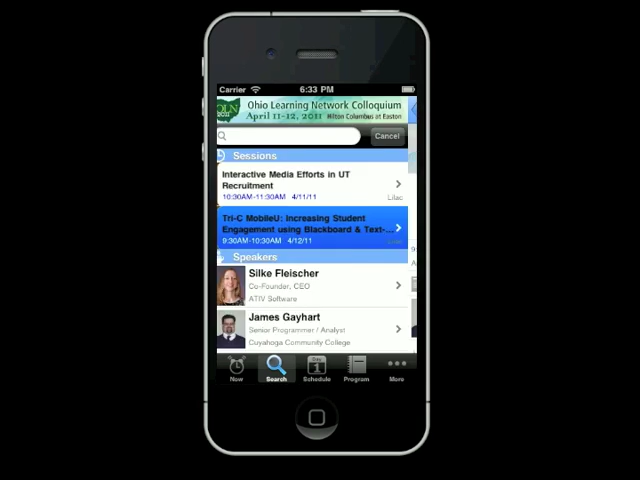 Carrier 6:33 PM
Ohio Learning Network Colloquium
April 11-12, 2011 Hilton Columbus at Easton
Cancel
Sessions
Interactive Media Efforts in UT
Recruitment
10:30AM-11:30AM 4/11/11 Lilac
Tri-C MobileU: Increasing Student
Engagement using Blackboard & Text-...
9:30AM-10:30AM 4/12/11 Lilac
Speakers
Silke Fleischer
Co-Founder, CEO
ATIV Software
James Gayhart
Senior Programmer / Analyst
Cuyahoga Community College
Now Search Schedule Program More